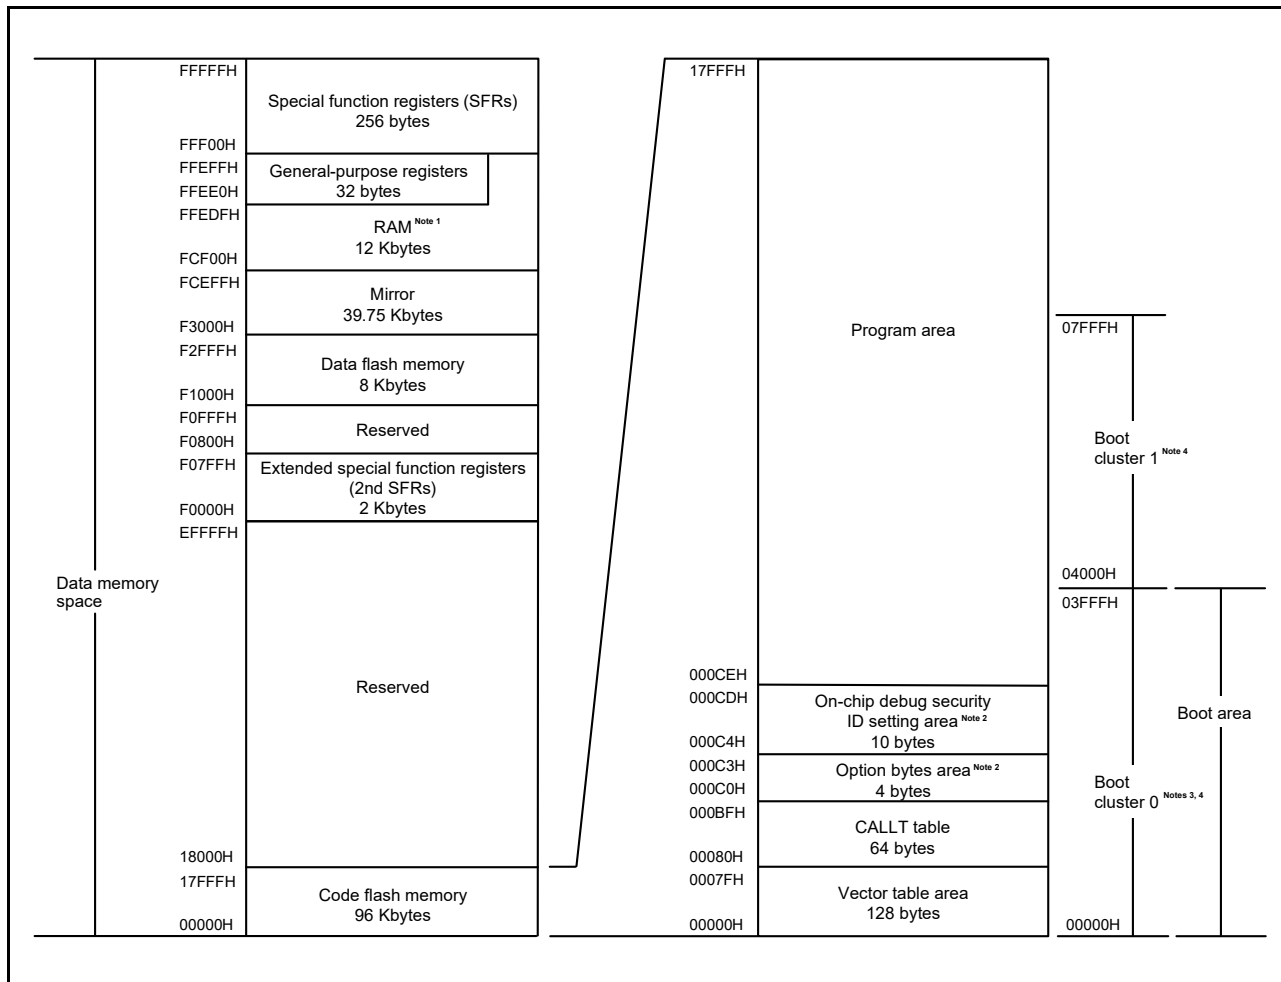 FFFFFH
Special function registers (SFRs)
256 bytes
FFF00H
FFEFFH
General-purpose registers
32 bytes
FFEE0H
FFEDFH
RAM Note 1
12 Kbytes
FCF00H
FCEFFH
Mirror
39.75 Kbytes
F3000H
F2FFFH
Data flash memory
8 Kbytes
F1000H
F0FFFH
Reserved
F0800H
F07FFH
Extended special function registers
(2nd SFRs)
2 Kbytes
F0000H
EFFFFH
Data memory
space
Reserved
18000H
17FFFH
Code flash memory
96 Kbytes
00000H
17FFFH
Program area
000CEH
000CDH
On-chip debug security
ID setting area Note 2
10 bytes
000C4H
000C3H
Option bytes area Note 2
4 bytes
000C0H
000BFH
CALLT table
64 bytes
00080H
0007FH
Vector table area
128 bytes
00000H
07FFFH
Boot
cluster 1 Note 4
04000H
03FFFH
Boot area
Boot
cluster 0 Notes 3, 4
00000H